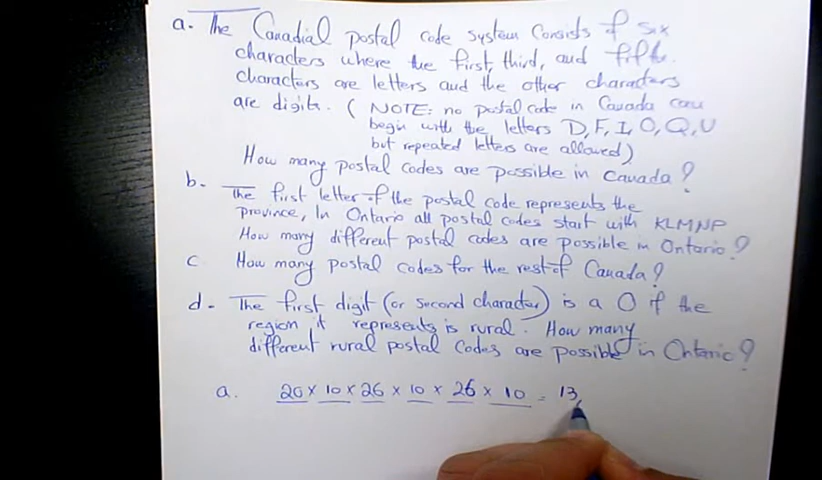 a. The Canadial postal code system consists of six
characters where the first, third, and fifth.
characters are letters and the other characters
are digits. ( NOTE: no postal code in Canada can
begin with the letters D, F, I, O, Q, U
but repeated letters are allowed)
How many postal codes are possible in Canada?
b. The first letter of the postal code represents the
province, In Ontario all postal codes start with KLMNP
How many different postal codes are possible in Ontario?
c How many postal codes for the rest of Canada?
d. The first digit (or second character) is a 0 if the
region it represents is rural. How many
different rural postal codes are possible in Ontario?
a. 20 × 10 × 26 × 10 × 26 × 10 = 13,